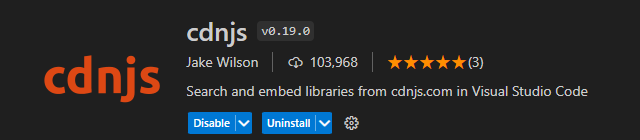 cdnjs
cdnjs v0.19.0
Jake Wilson 103,968 (3)
Search and embed libraries from cdnjs.com in Visual Studio Code
Disable Uninstall